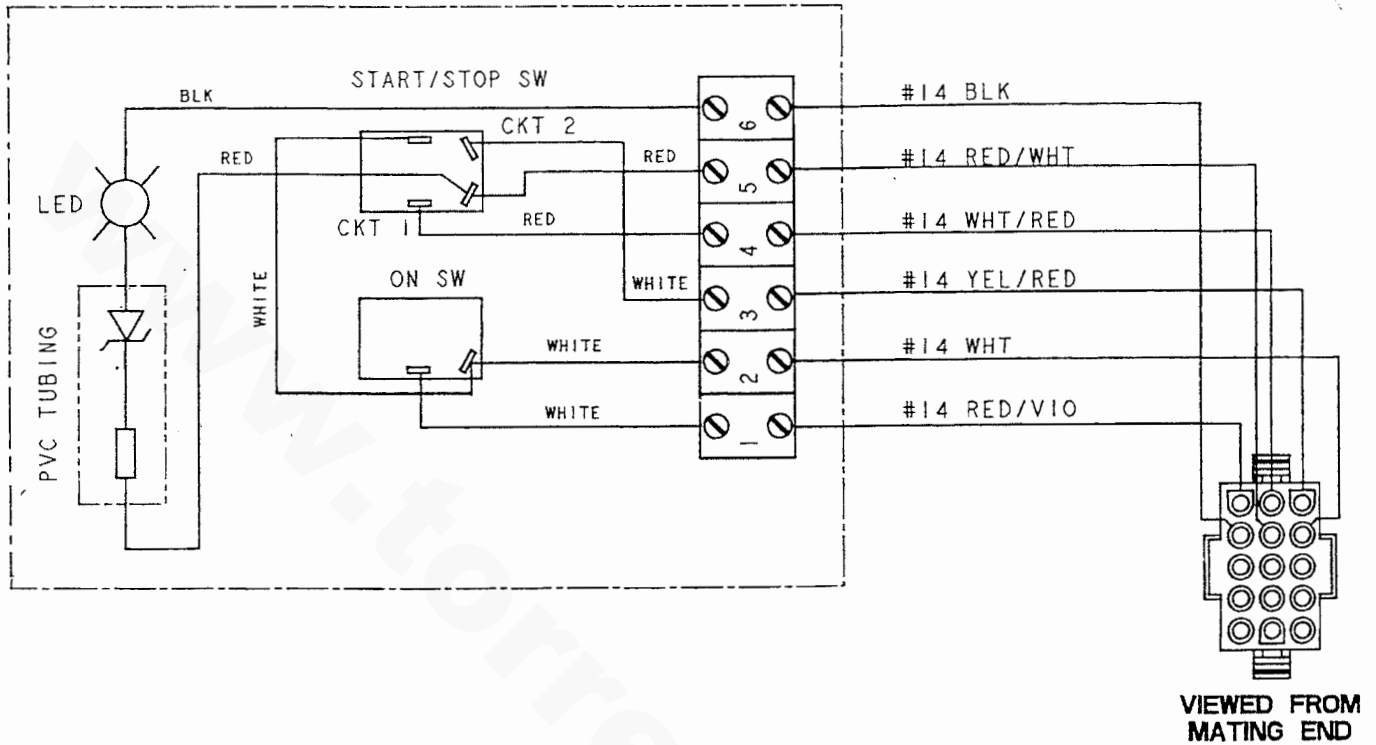 START/STOP SW
BLK
#14 BLK
CKT 2
6
RED
RED
#14 RED/WHT
5
LED
CKT 1
RED
#14 WHT/RED
4
ON SW
WHITE
WHITE
#14 YEL/RED
3
PVC TUBING
WHITE
#14 WHT
2
WHITE
#14 RED/VIO
1
VIEWED FROM
MATING END
www.torre